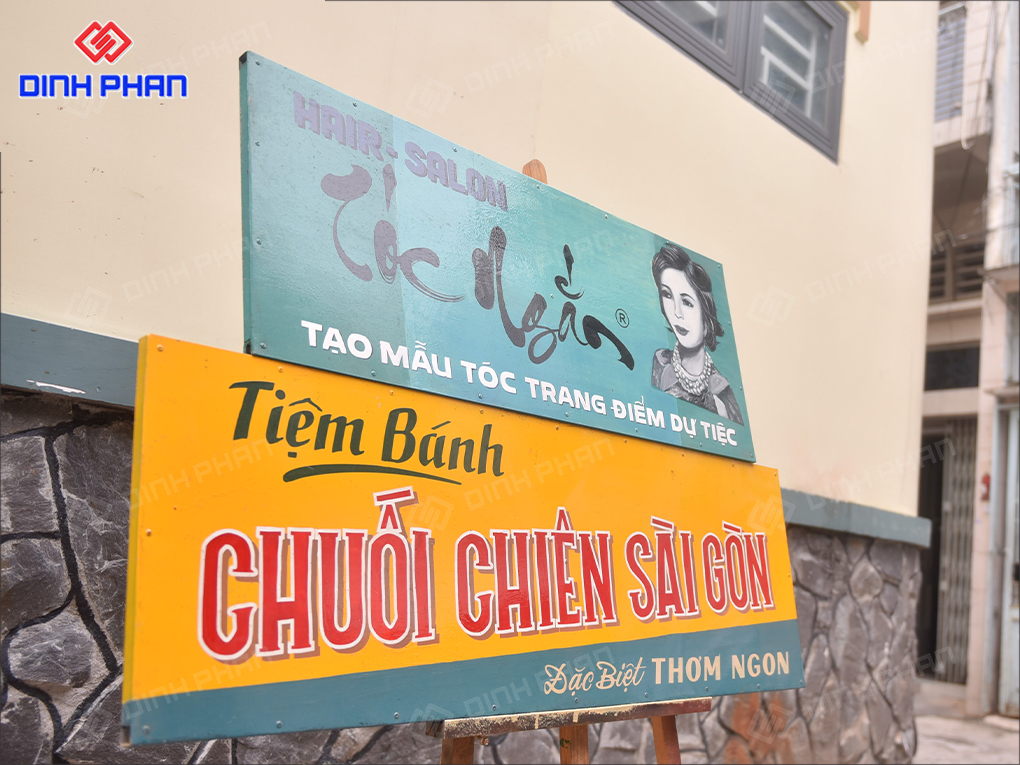 DINH PHAN
HAIR-SALON
Tóc Ngắn ®
TẠO MẪU TÓC TRANG ĐIỂM DỰ TIỆC
Tiệm Bánh
CHUỐI CHIÊN SÀI GÒN
Đặc Biệt THƠM NGON